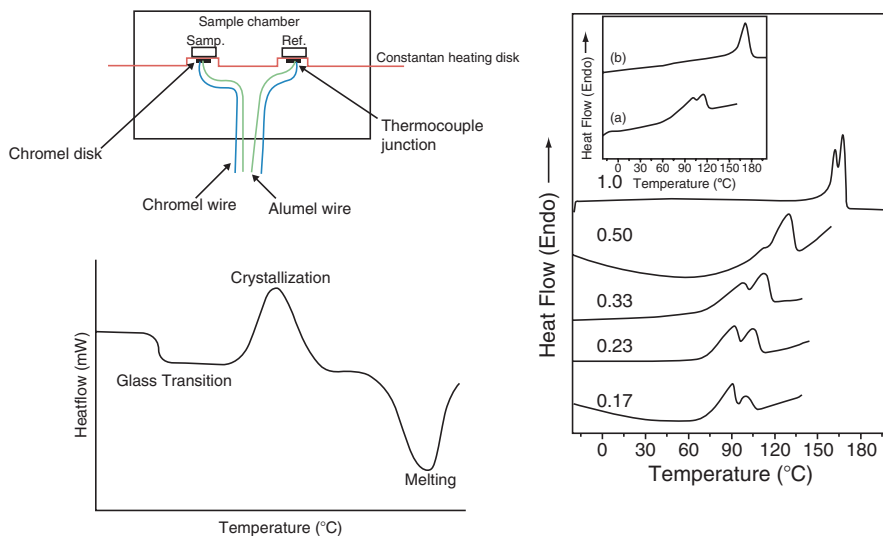 Sample chamber
Samp.
Ref.
Constantan heating disk
Chromel disk
Thermocouple
junction
Chromel wire
Alumel wire
Heatflow (mW)
Glass Transition
Crystallization
Melting
Temperature (°C)
Heat Flow (Endo)
(b)
(a)
0 30 60 90 120 150 180
Temperature (°C)
Heat Flow (Endo)
1.0
0.50
0.33
0.23
0.17
0 30 60 90 120 150 180
Temperature (°C)